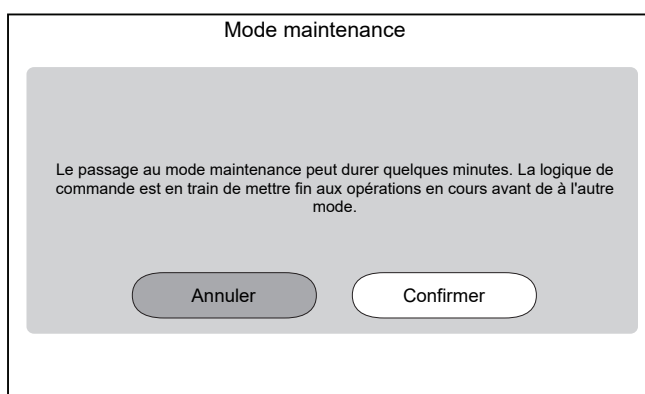 Mode maintenance
Le passage au mode maintenance peut durer quelques minutes. La logique de
commande est en train de mettre fin aux opérations en cours avant de à l'autre
mode.
Annuler
Confirmer